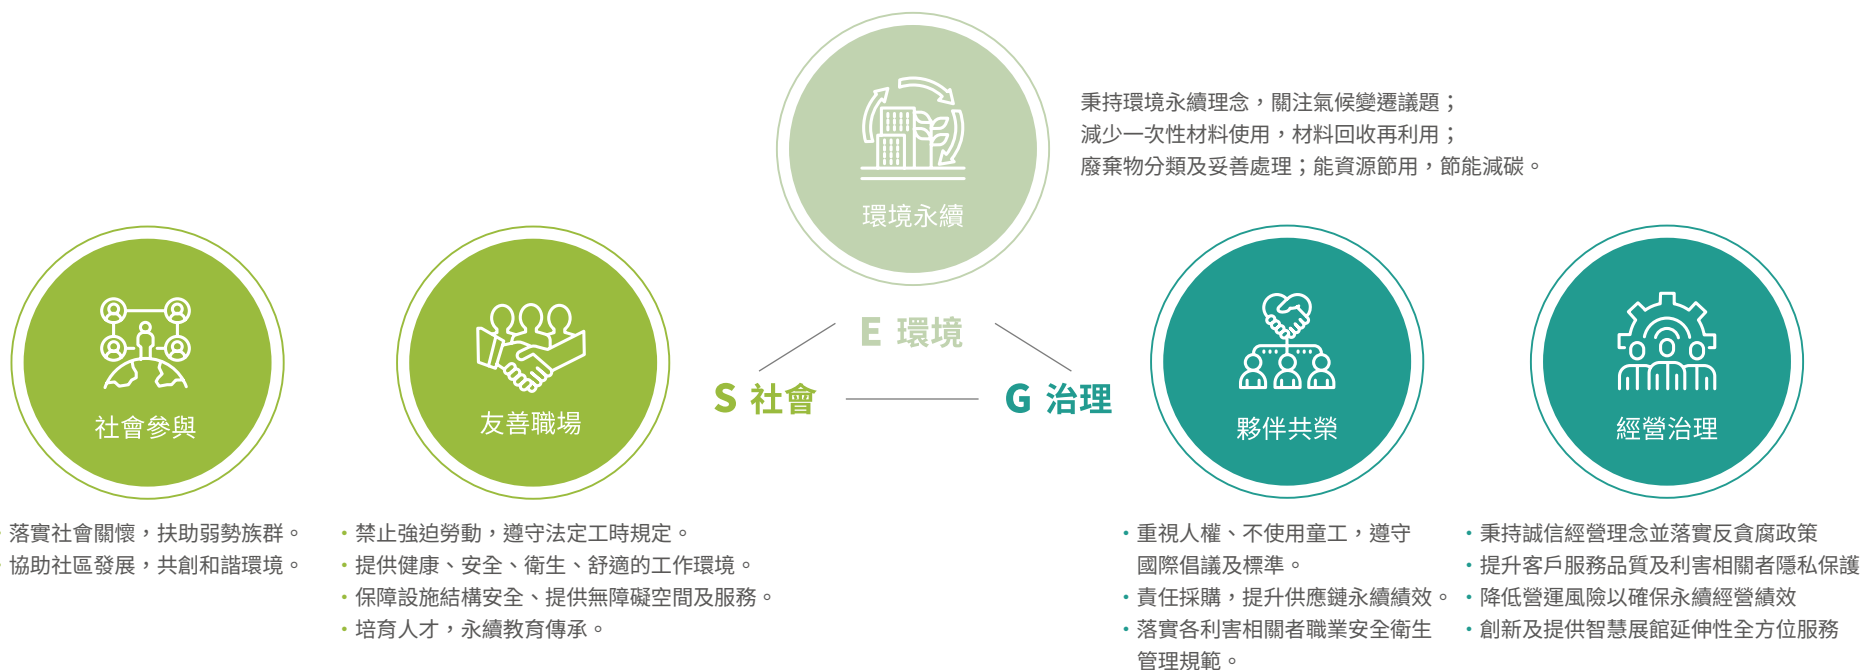 秉持環境永續理念，關注氣候變遷議題；
減少一次性材料使用，材料回收再利用；
廢棄物分類及妥善處理；能資源節用，節能減碳。
環境永續
E 環境
S 社會
G 治理
社會參與
友善職場
夥伴共榮
經營治理
・落實社會關懷，扶助弱勢族群。
・協助社區發展，共創和諧環境。
・禁止強迫勞動，遵守法定工時規定。
・提供健康、安全、衛生、舒適的工作環境。
・保障設施結構安全、提供無障礙空間及服務。
・培育人才，永續教育傳承。
・重視人權、不使用童工，遵守
國際倡議及標準。
・責任採購，提升供應鏈永續績效。
・落實各利害相關者職業安全衛生
管理規範。
・秉持誠信經營理念並落實反貪腐政策
・提升客戶服務品質及利害相關者隱私保護
・降低營運風險以確保永續經營績效
・創新及提供智慧展館延伸性全方位服務